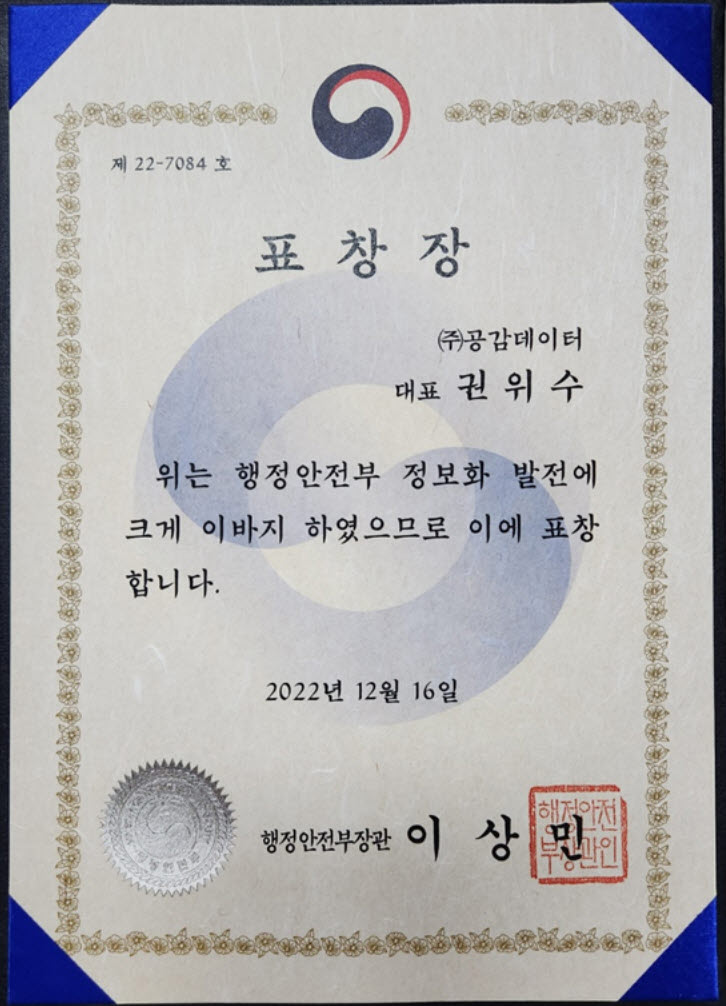 제 22-7084 호
표창장
㈜공감데이터
대표 권위수
위는 행정안전부 정보화 발전에
크게 이바지 하였으므로 이에 표창
합니다.
2022년 12월 16일
행정안전부장관 이상민
행정안전
부장관인